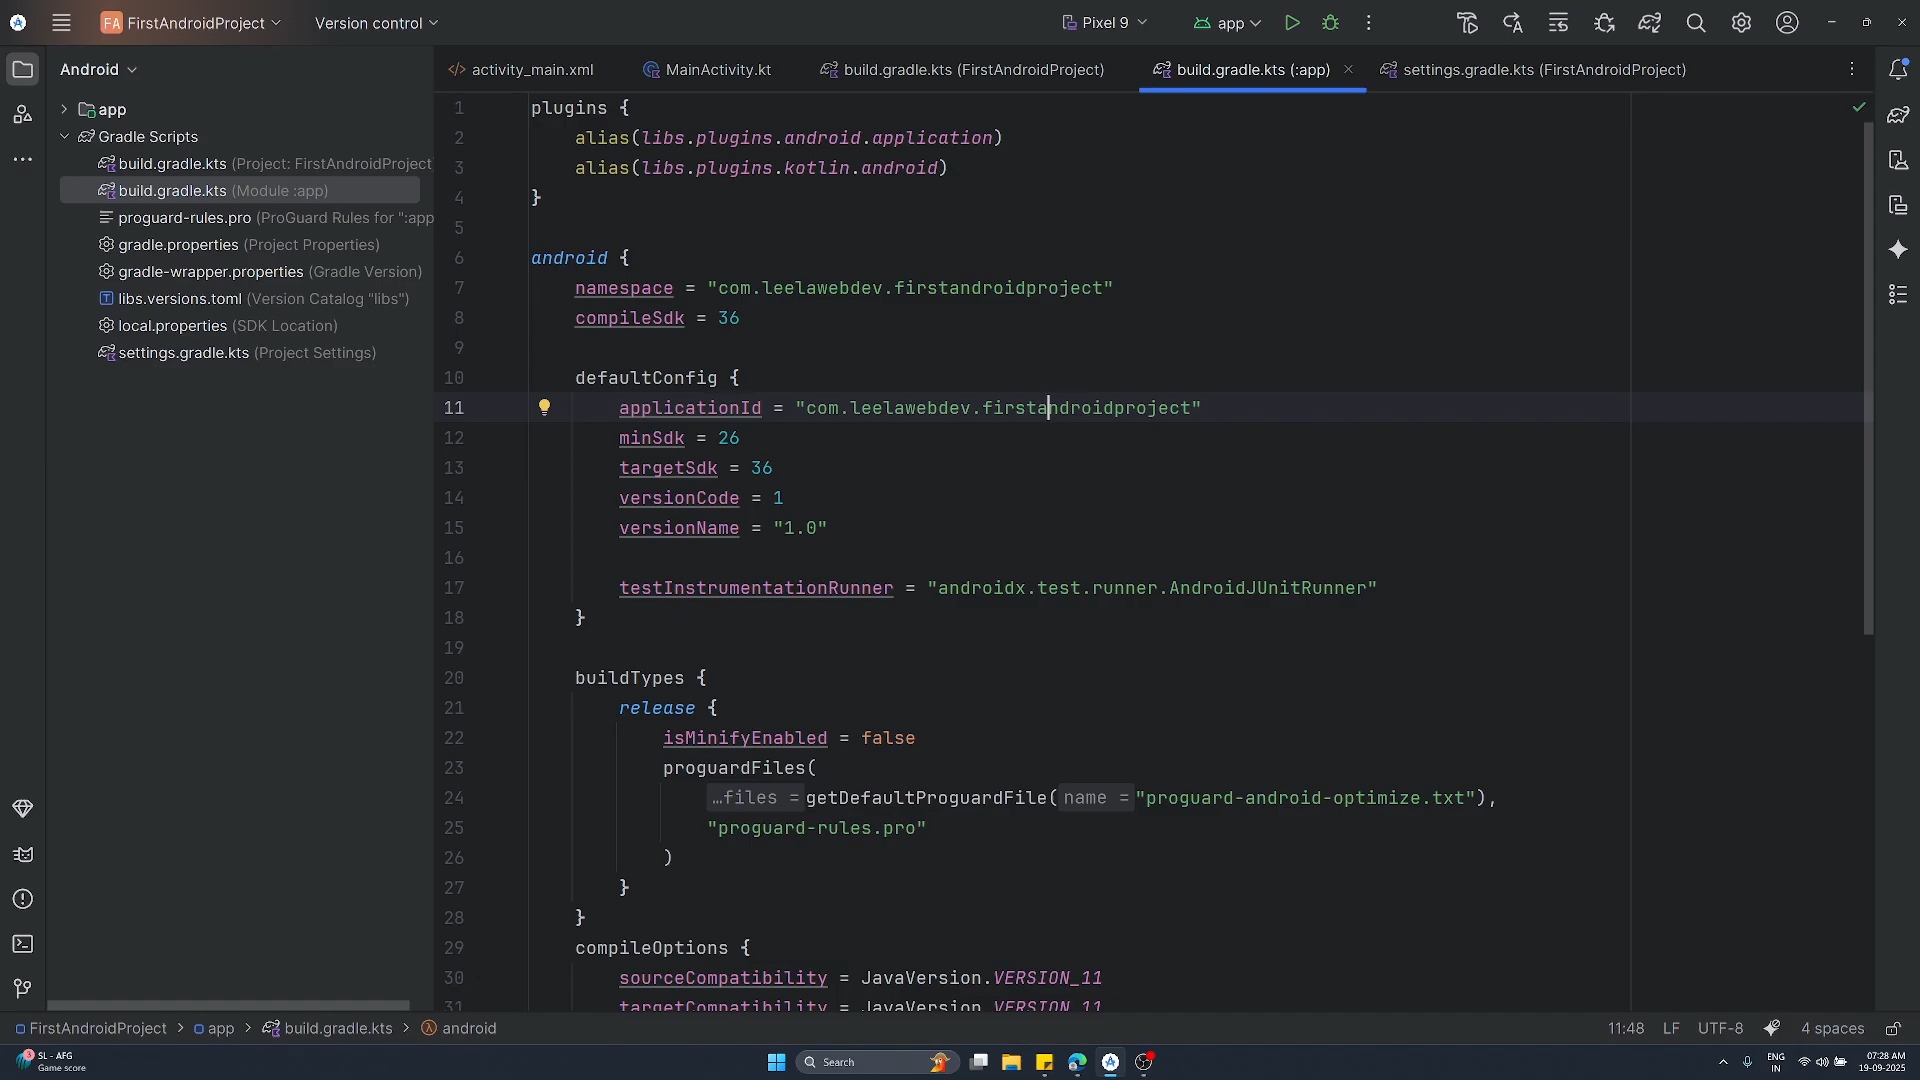 FA FirstAndroidProject Version control Pixel 9 app
Android
activity_main.xml MainActivity.kt build.gradle.kts (FirstAndroidProject) build.gradle.kts (:app) settings.gradle.kts (FirstAndroidProject)
app
Gradle Scripts
build.gradle.kts (Project: FirstAndroidProject
build.gradle.kts (Module :app)
proguard-rules.pro (ProGuard Rules for ":app
gradle.properties (Project Properties)
gradle-wrapper.properties (Gradle Version)
libs.versions.toml (Version Catalog "libs")
local.properties (SDK Location)
settings.gradle.kts (Project Settings)
1 plugins {
2 alias(libs.plugins.android.application)
3 alias(libs.plugins.kotlin.android)
4 }
5
6 android {
7 namespace = "com.leelawebdev.firstandroidproject"
8 compileSdk = 36
9
10 defaultConfig {
11 applicationId = "com.leelawebdev.firstandroidproject"
12 minSdk = 26
13 targetSdk = 36
14 versionCode = 1
15 versionName = "1.0"
16
17 testInstrumentationRunner = "androidx.test.runner.AndroidJUnitRunner"
18 }
19
20 buildTypes {
21 release {
22 isMinifyEnabled = false
23 proguardFiles(
24 …files = getDefaultProguardFile( name = "proguard-android-optimize.txt"),
25 "proguard-rules.pro"
26 )
27 }
28 }
29 compileOptions {
30 sourceCompatibility = JavaVersion.VERSION_11
31 targetCompatibility = JavaVersion.VERSION_11
FirstAndroidProject > app > build.gradle.kts > android 11:48 LF UTF-8 4 spaces
3 SL - AFG
Game score
Search
ENG
IN
07:28 AM
19-09-2025